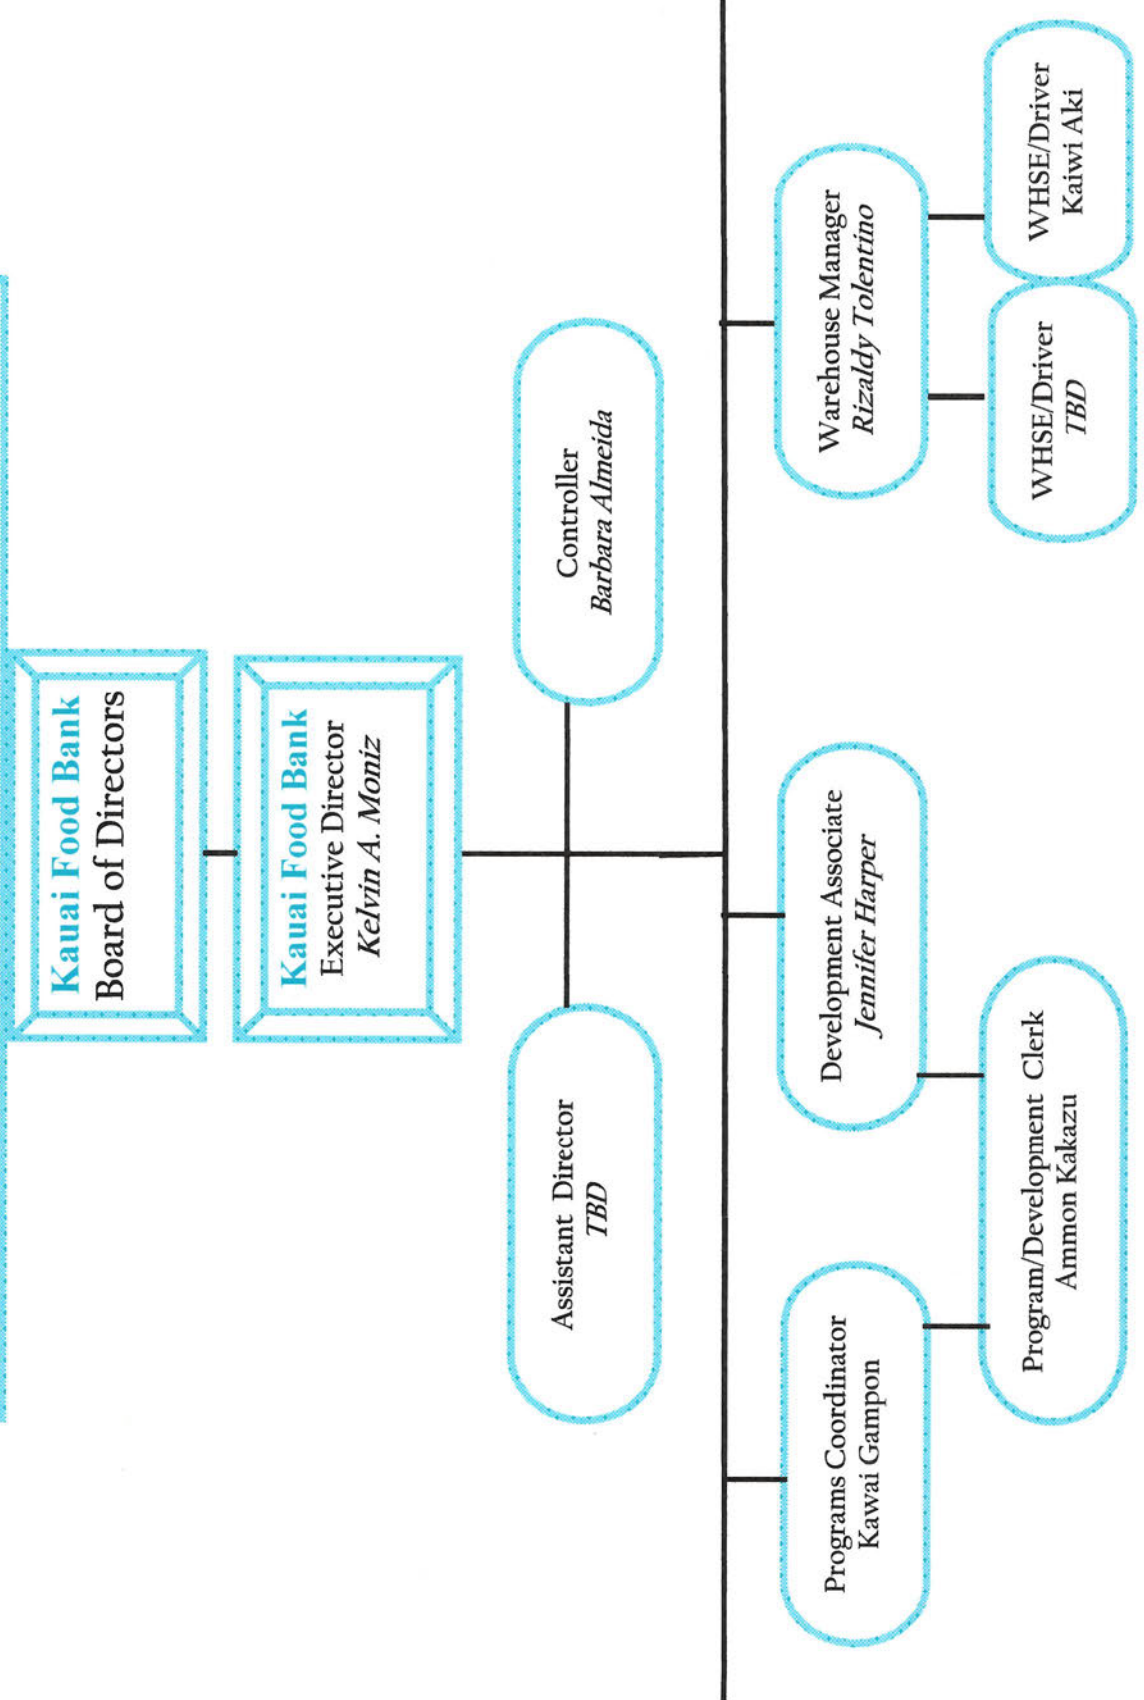 Kauai Food Bank
Board of Directors
Kauai Food Bank
Executive Director
Kelvin A. Moniz
Assistant Director
TBD
Controller
Barbara Almeida
Programs Coordinator
Kawai Gampon
Development Associate
Jennifer Harper
Warehouse Manager
Rizaldy Tolentino
Program/Development Clerk
Ammon Kakazu
WHSE/Driver
TBD
WHSE/Driver
Kaiwi Aki